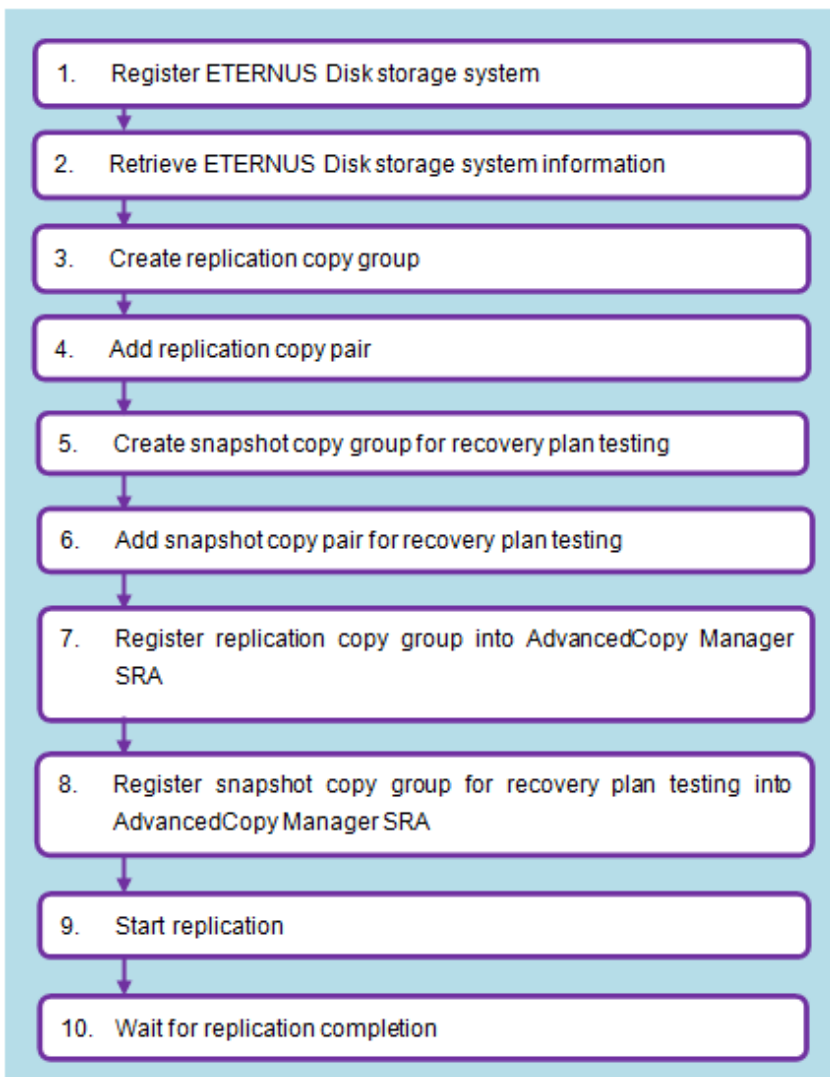 1. Register ETERNUS Disk storage system
2. Retrieve ETERNUS Disk storage system information
3. Create replication copy group
4. Add replication copy pair
5. Create snapshot copy group for recovery plan testing
6. Add snapshot copy pair for recovery plan testing
7. Register replication copy group into AdvancedCopy Manager
SRA
8. Register snapshot copy group for recovery plan testing into
AdvancedCopy Manager SRA
9. Start replication
10. Wait for replication completion